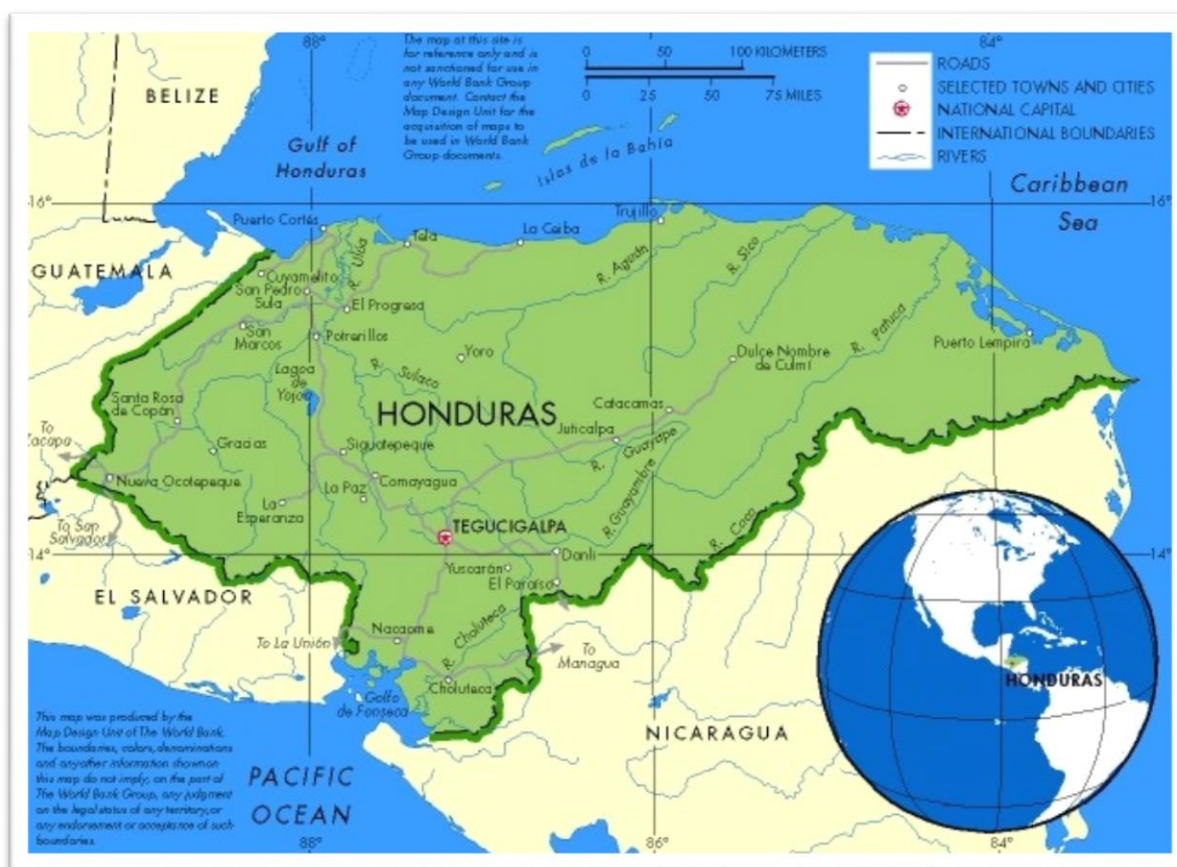 88°
The map at this site is
for reference only and is
not sanctioned for use in
any World Bank Group
document. Contact the
Map Design Unit for the
acquisition of maps to
be used in World Bank
Group documents.
0 50 100 KILOMETERS
0 25 50 75 MILES
84°
ROADS
SELECTED TOWNS AND CITIES
NATIONAL CAPITAL
INTERNATIONAL BOUNDARIES
RIVERS
BELIZE
Gulf of
Honduras
Islas de la Bahía
Caribbean
Sea
16°
16°
Puerto Cortés
Tela
La Ceiba
Trujillo
R. Ulúa
R. Aguán
R. Sico
R. Patuca
GUATEMALA
Cuyamelito
San Pedro
Sula
El Progreso
San
Marcos
Potrerillos
Puerto Lempira
Yoro
Dulce Nombre
de Culmí
Lagoa
de
Yojoa
R. Sulaco
Santa Rosa
de Copán
HONDURAS
Catacamas
Juticalpa
To
Zacapa
Gracias
Siguatepeque
R. Guayape
Nueva Ocotepeque
La
Esperanza
La Paz
Comayagua
R. Guayambre
R. Coco
To San
Salvador
TEGUCIGALPA
14°
14°
Danlí
Yuscarán
El Paraíso
EL SALVADOR
To La Unión
Nacaome
R. Choluteca
To
Managua
Choluteca
Golfo
de Fonseca
HONDURAS
NICARAGUA
This map was produced by the
Map Design Unit of The World Bank.
The boundaries, colors, denominations
and any other information shown on
this map do not imply, on the part of
The World Bank Group, any judgment
on the legal status of any territory, or
any endorsement or acceptance of such
boundaries.
PACIFIC
OCEAN
88°
86°
84°